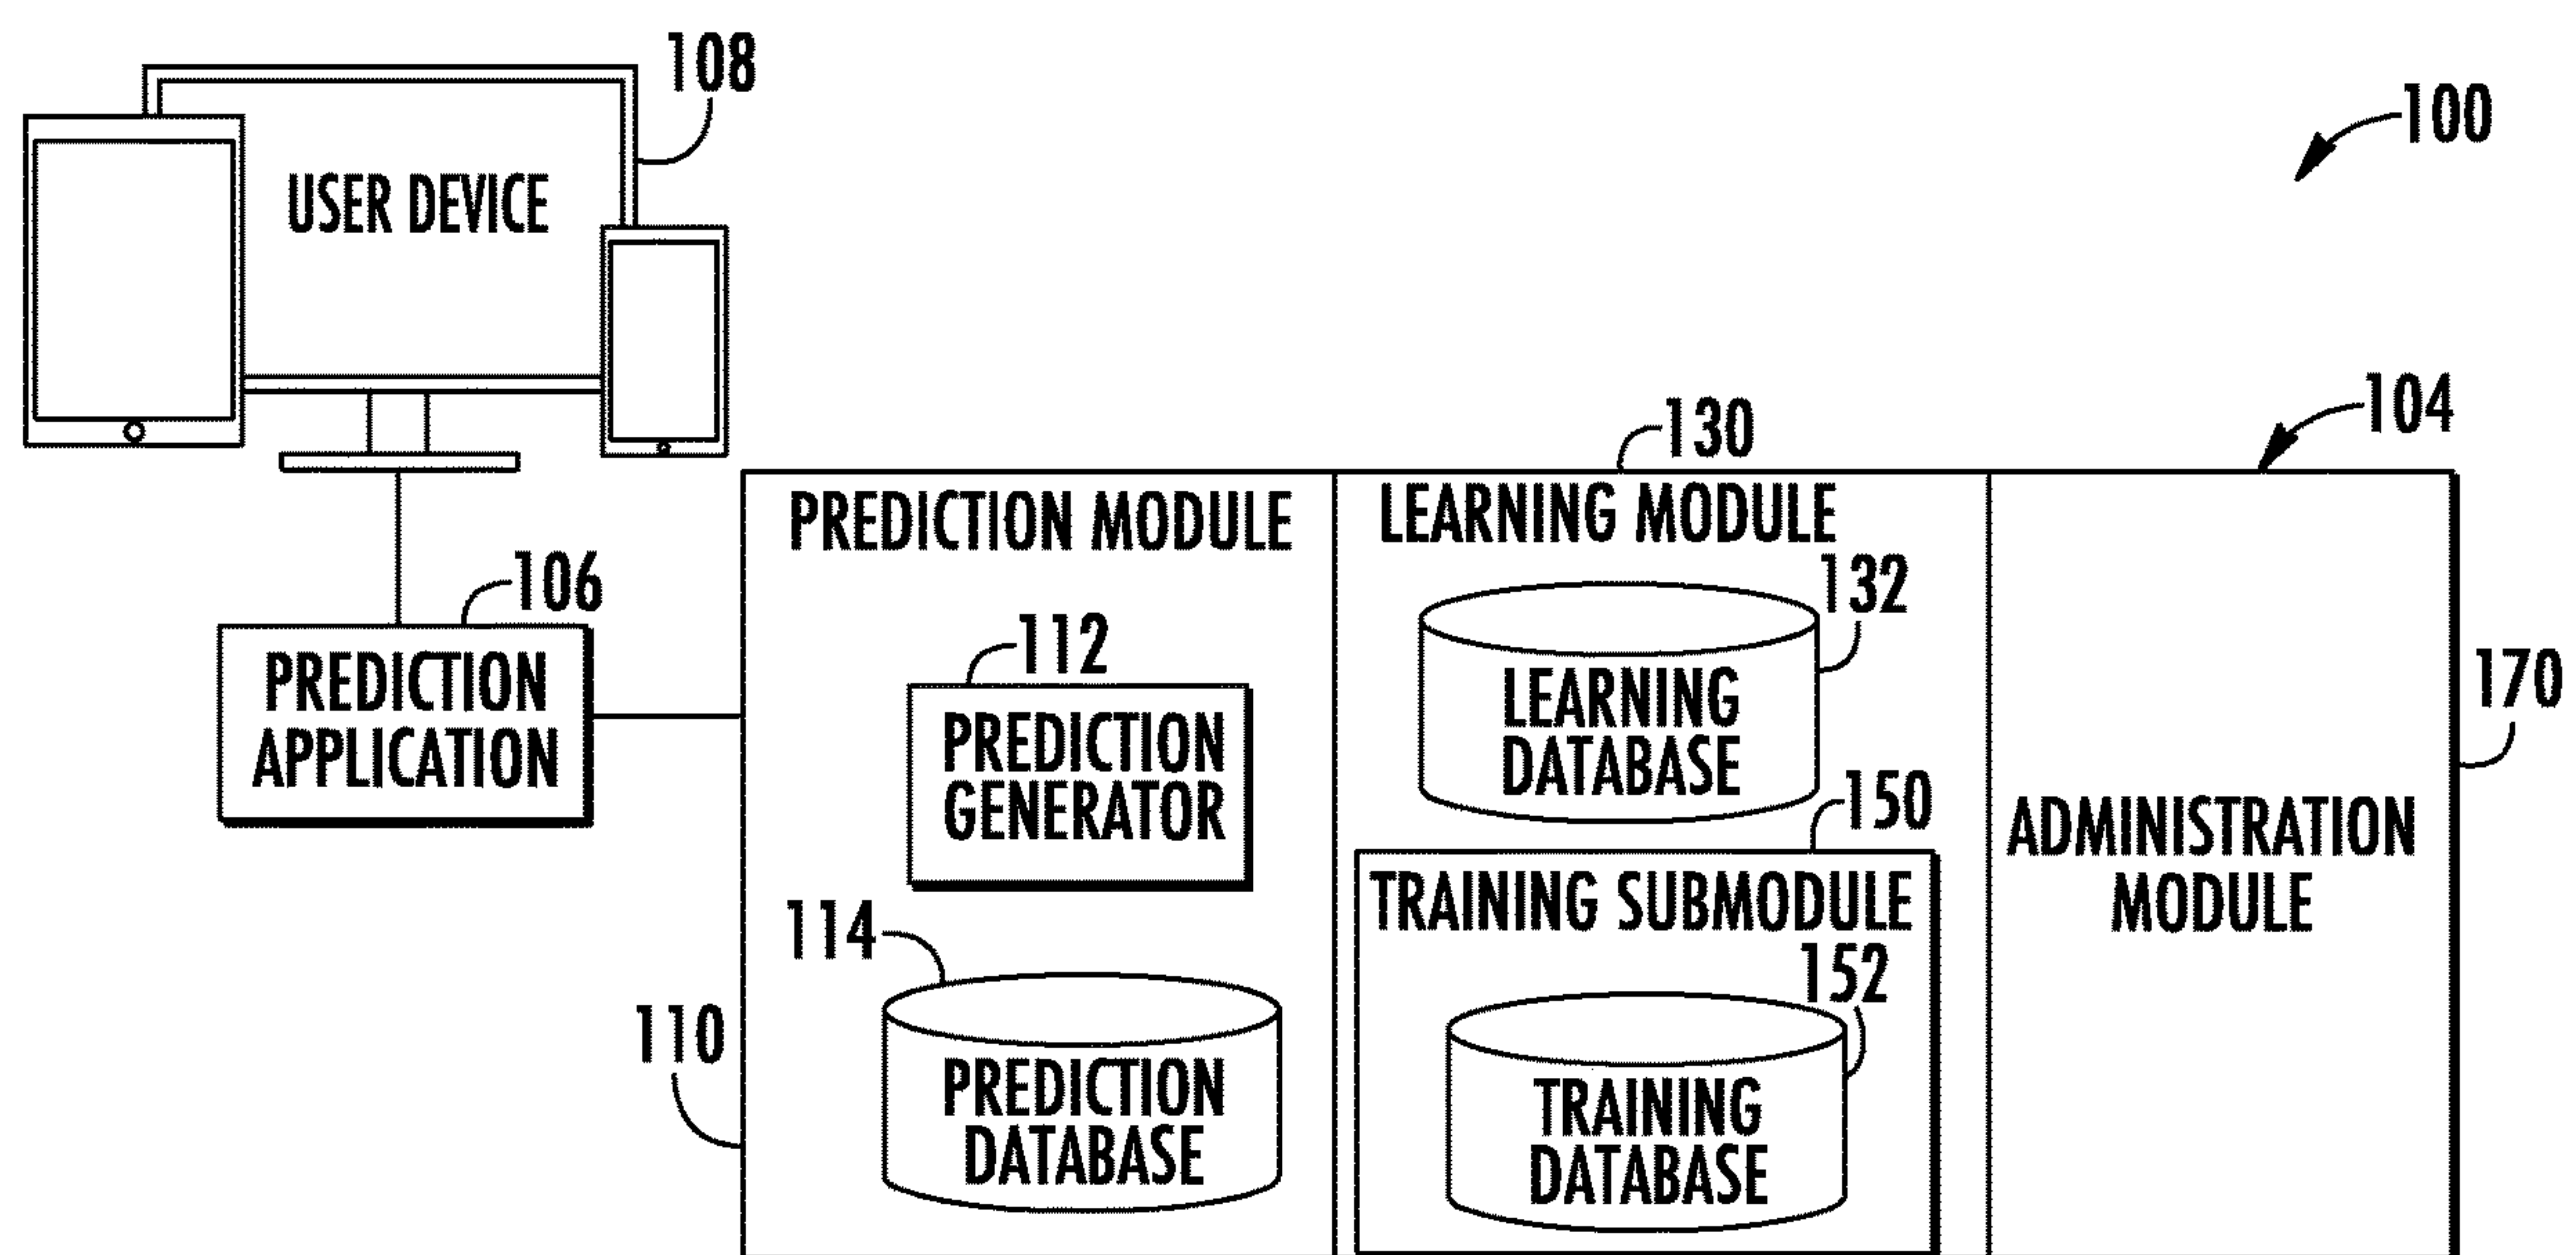 108
USER DEVICE
100
104
130
PREDICTION MODULE
LEARNING MODULE
106
132
PREDICTION
APPLICATION
112
PREDICTION
GENERATOR
LEARNING
DATABASE
170
150
ADMINISTRATION
MODULE
TRAINING SUBMODULE
114
152
110
PREDICTION
DATABASE
TRAINING
DATABASE